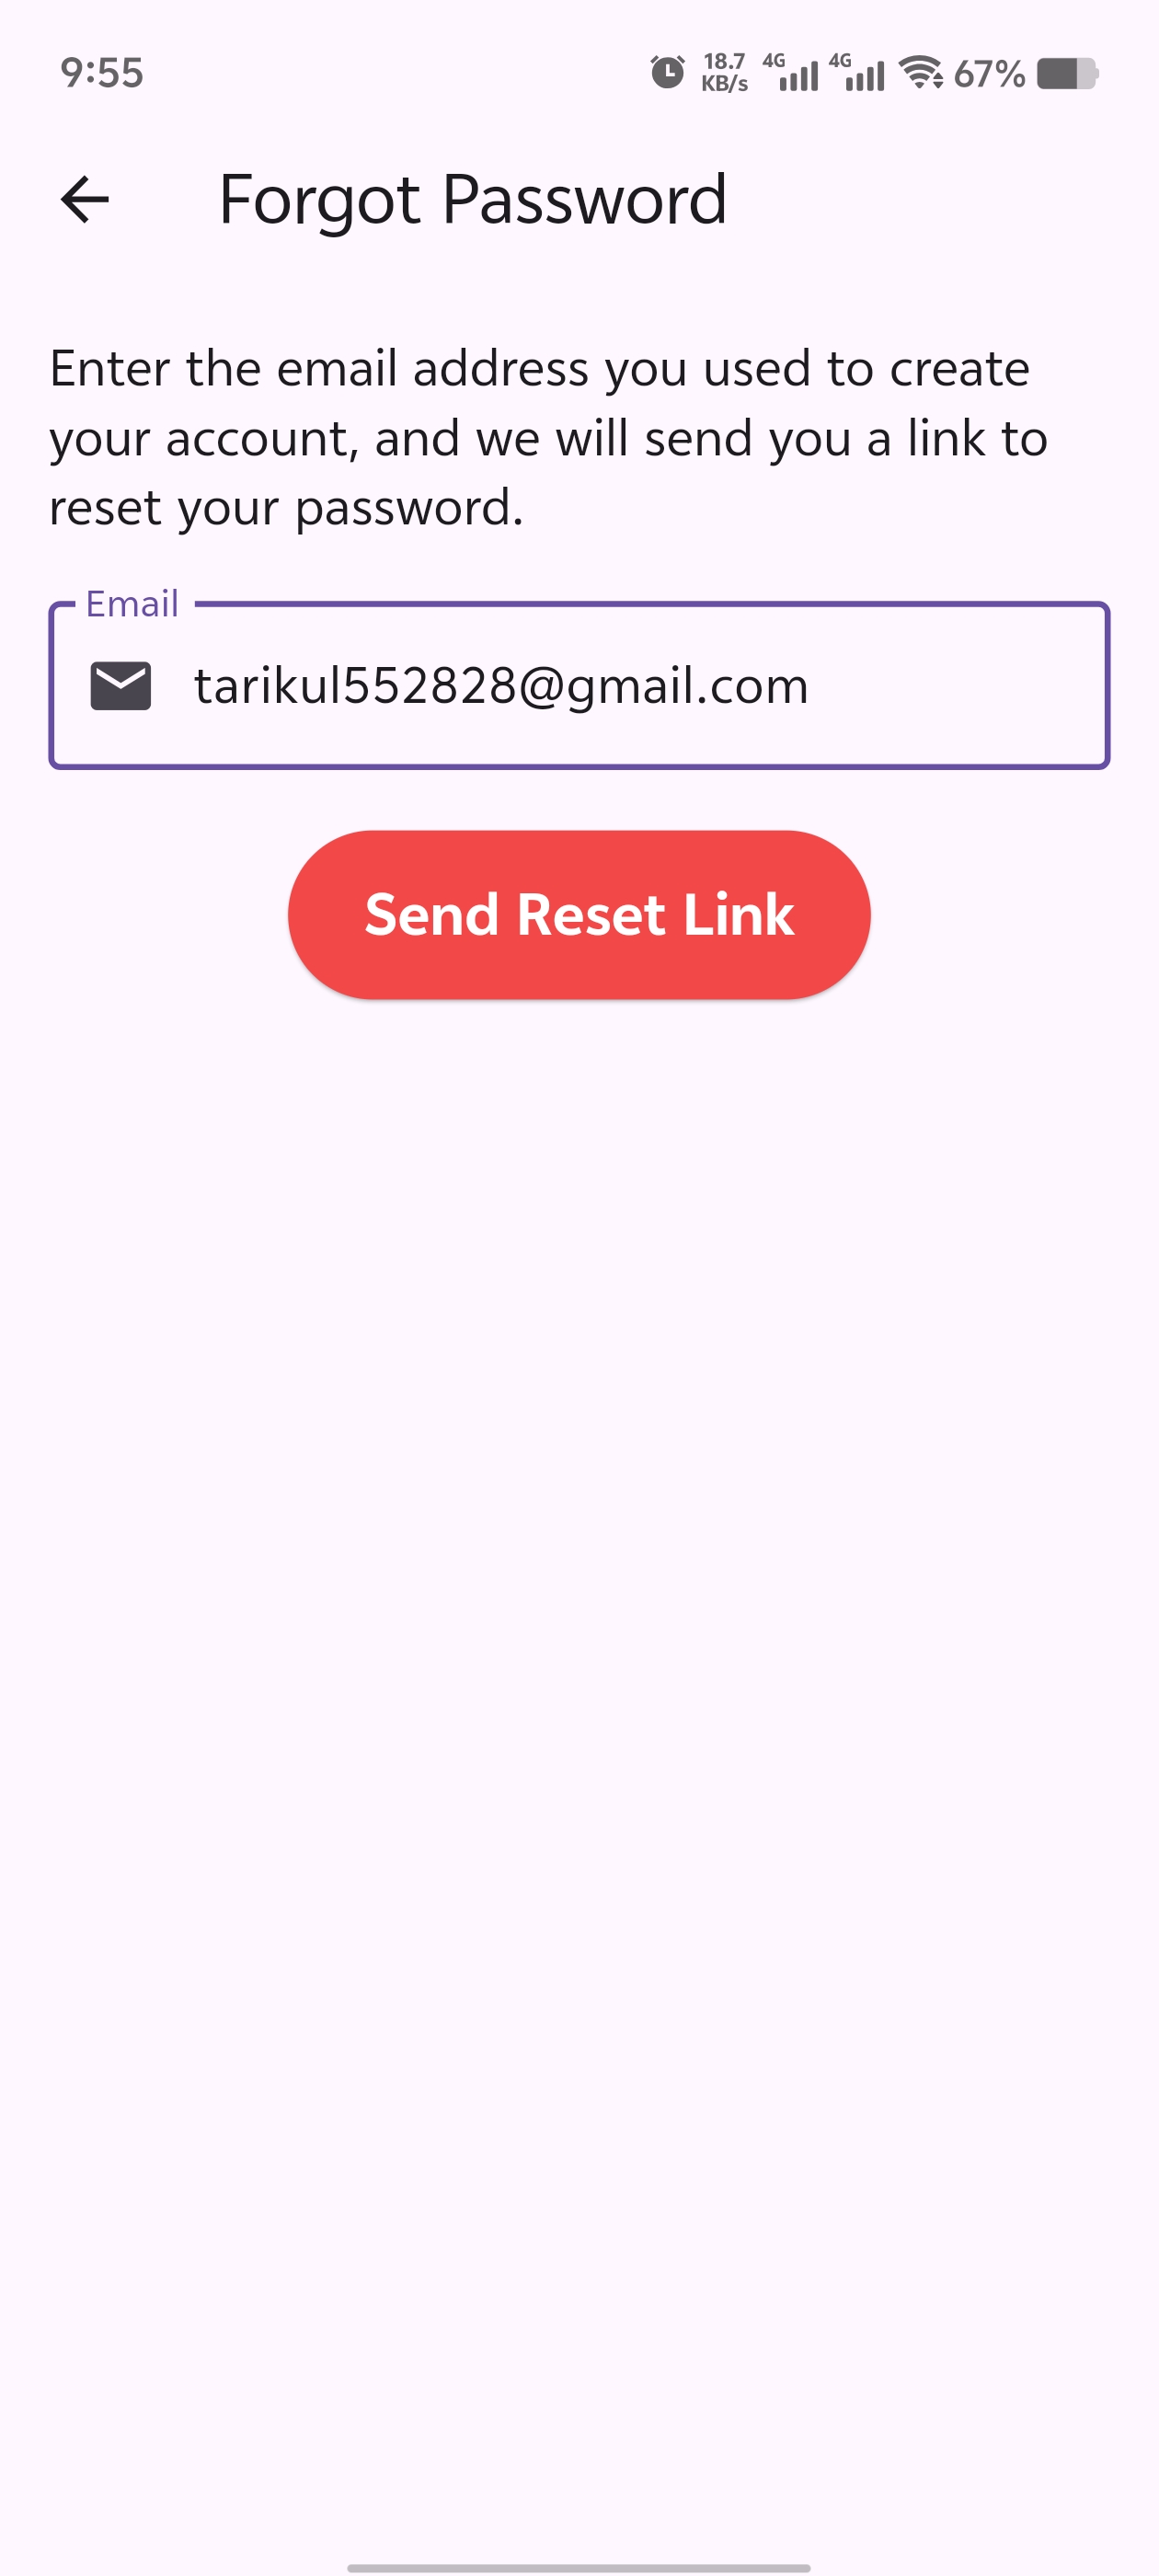 9:55
18.7
KB/s
4G
4G
67%
Forgot Password
Enter the email address you used to create
your account, and we will send you a link to
reset your password.
Email
tarikul552828@gmail.com
Send Reset Link